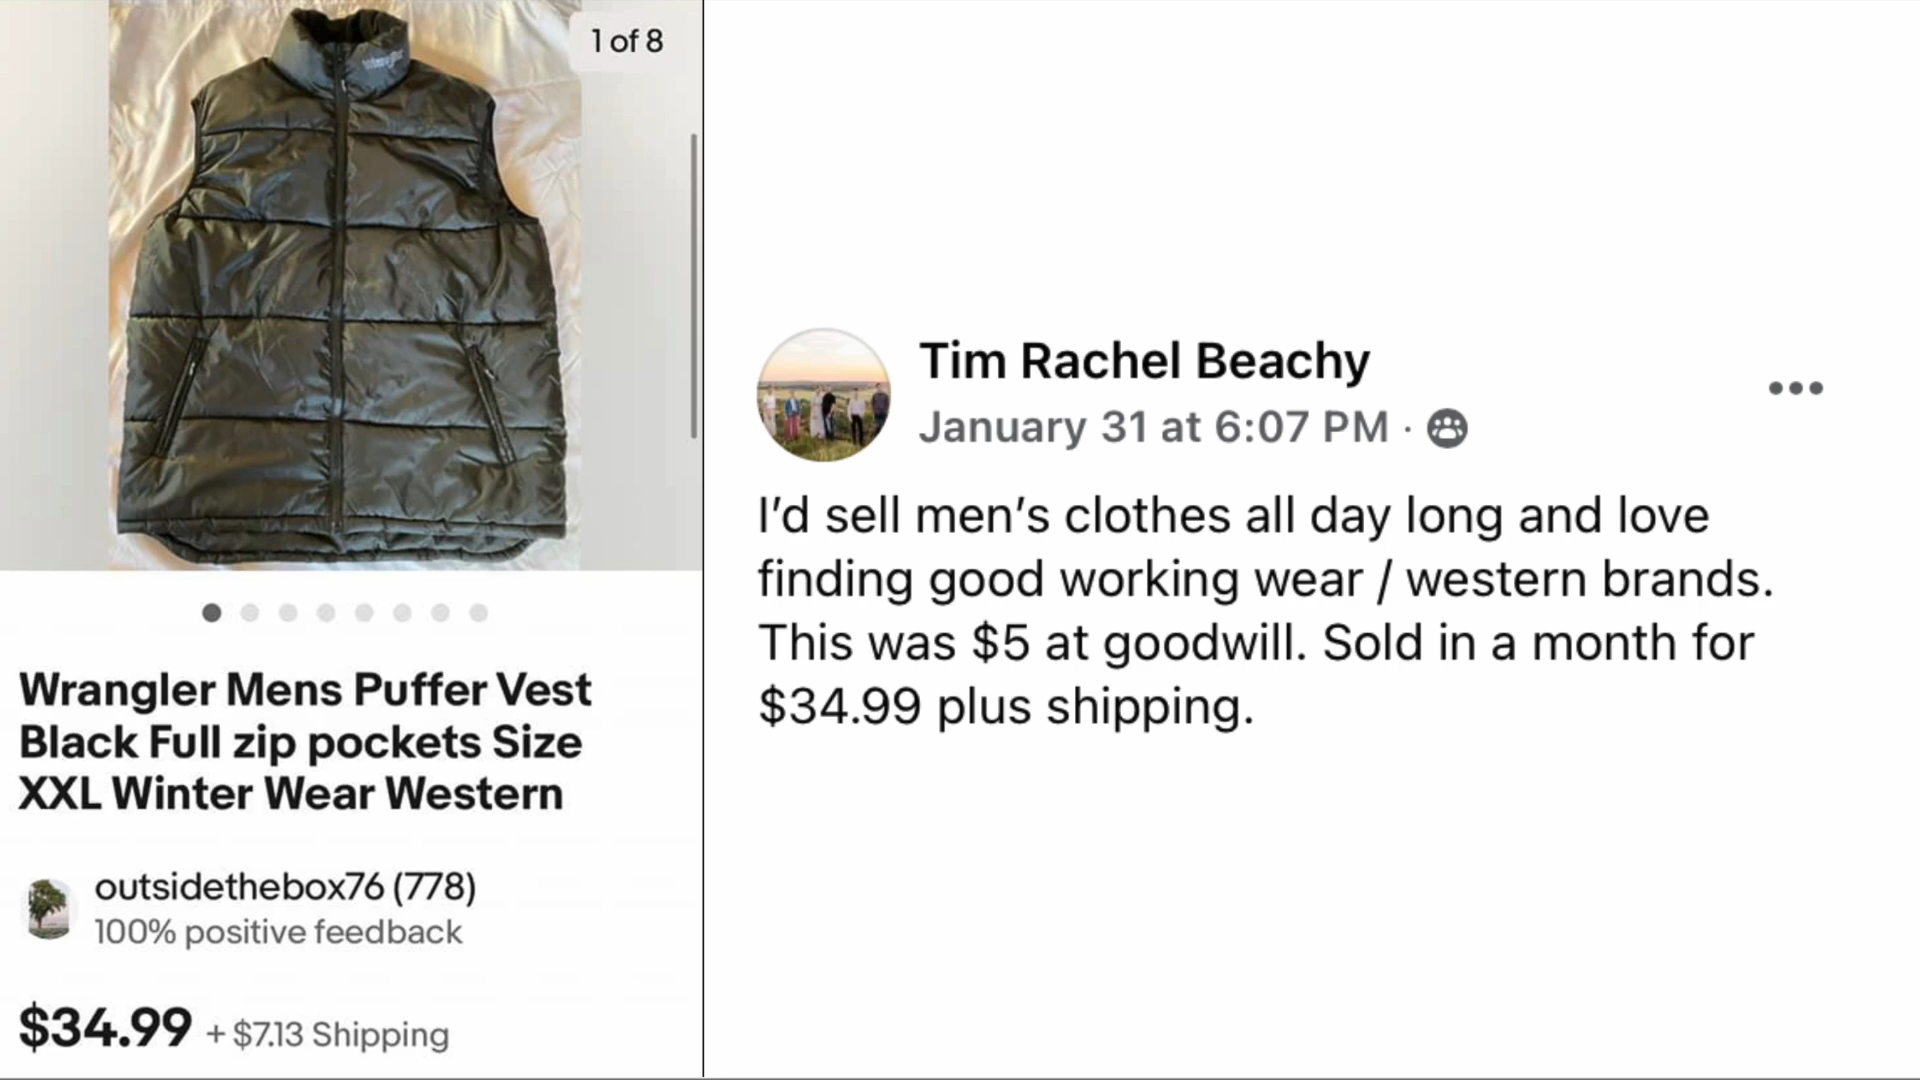 1 of 8
Wrangler
Wrangler Mens Puffer Vest
Black Full zip pockets Size
XXL Winter Wear Western
outsidethebox76 (778)
100% positive feedback
$34.99 + $7.13 Shipping
Tim Rachel Beachy
January 31 at 6:07 PM ·
I’d sell men’s clothes all day long and love
finding good working wear / western brands.
This was $5 at goodwill. Sold in a month for
$34.99 plus shipping.